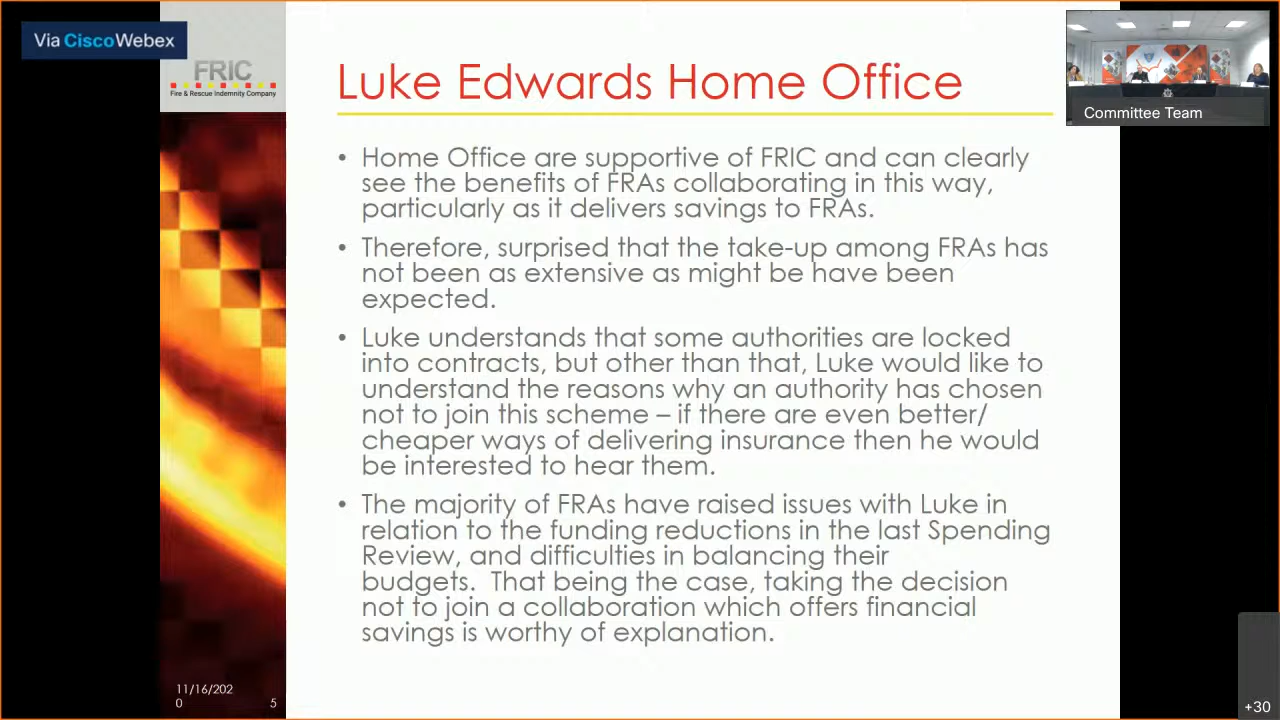 Via CiscoWebex
FRIC
Fire & Rescue Indemnity Company
Luke Edwards Home Office
Committee Team
• Home Office are supportive of FRIC and can clearly
see the benefits of FRAs collaborating in this way,
particularly as it delivers savings to FRAs.
• Therefore, surprised that the take-up among FRAs has
not been as extensive as might be have been
expected.
• Luke understands that some authorities are locked
into contracts, but other than that, Luke would like to
understand the reasons why an authority has chosen
not to join this scheme – if there are even better/
cheaper ways of delivering insurance then he would
be interested to hear them.
• The majority of FRAs have raised issues with Luke in
relation to the funding reductions in the last Spending
Review, and difficulties in balancing their
budgets.  That being the case, taking the decision
not to join a collaboration which offers financial
savings is worthy of explanation.
11/16/202
0
5
+30